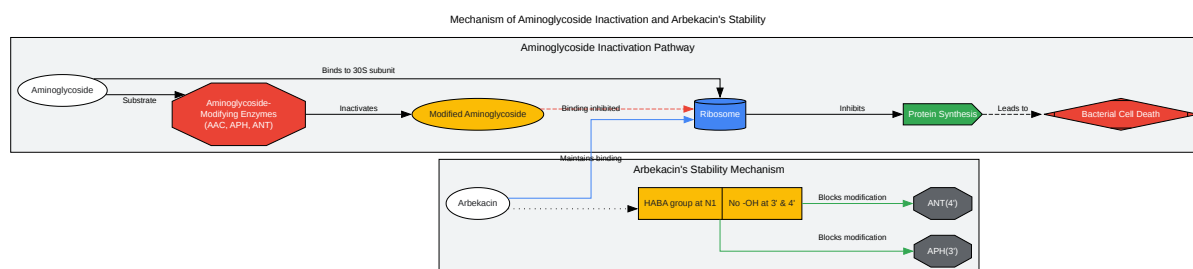 Mechanism of Aminoglycoside Inactivation and Arbekacin's Stability
Aminoglycoside Inactivation Pathway
Binds to 30S subunit
Aminoglycoside
Substrate
Aminoglycoside-
Modifying Enzymes
(AAC, APH, ANT)
Inactivates
Modified Aminoglycoside
Binding inhibited
Ribosome
Inhibits
Protein Synthesis
Leads to
Bacterial Cell Death
Maintains binding
Arbekacin's Stability Mechanism
Arbekacin
HABA group at N1
No -OH at 3' & 4'
Blocks modification
ANT(4')
Blocks modification
APH(3')